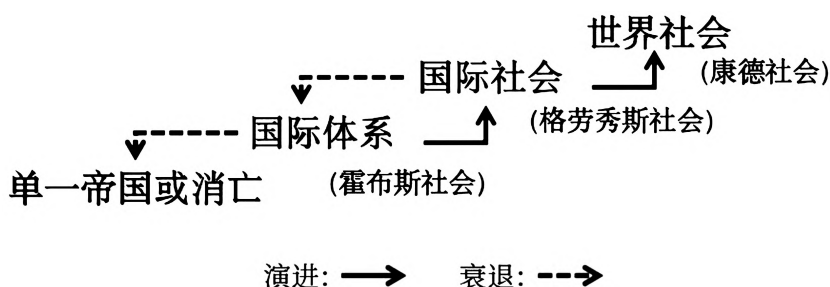 世界社会
(康德社会)
国际社会
(格劳秀斯社会)
国际体系
(霍布斯社会)
单一帝国或消亡
演进:
衰退: